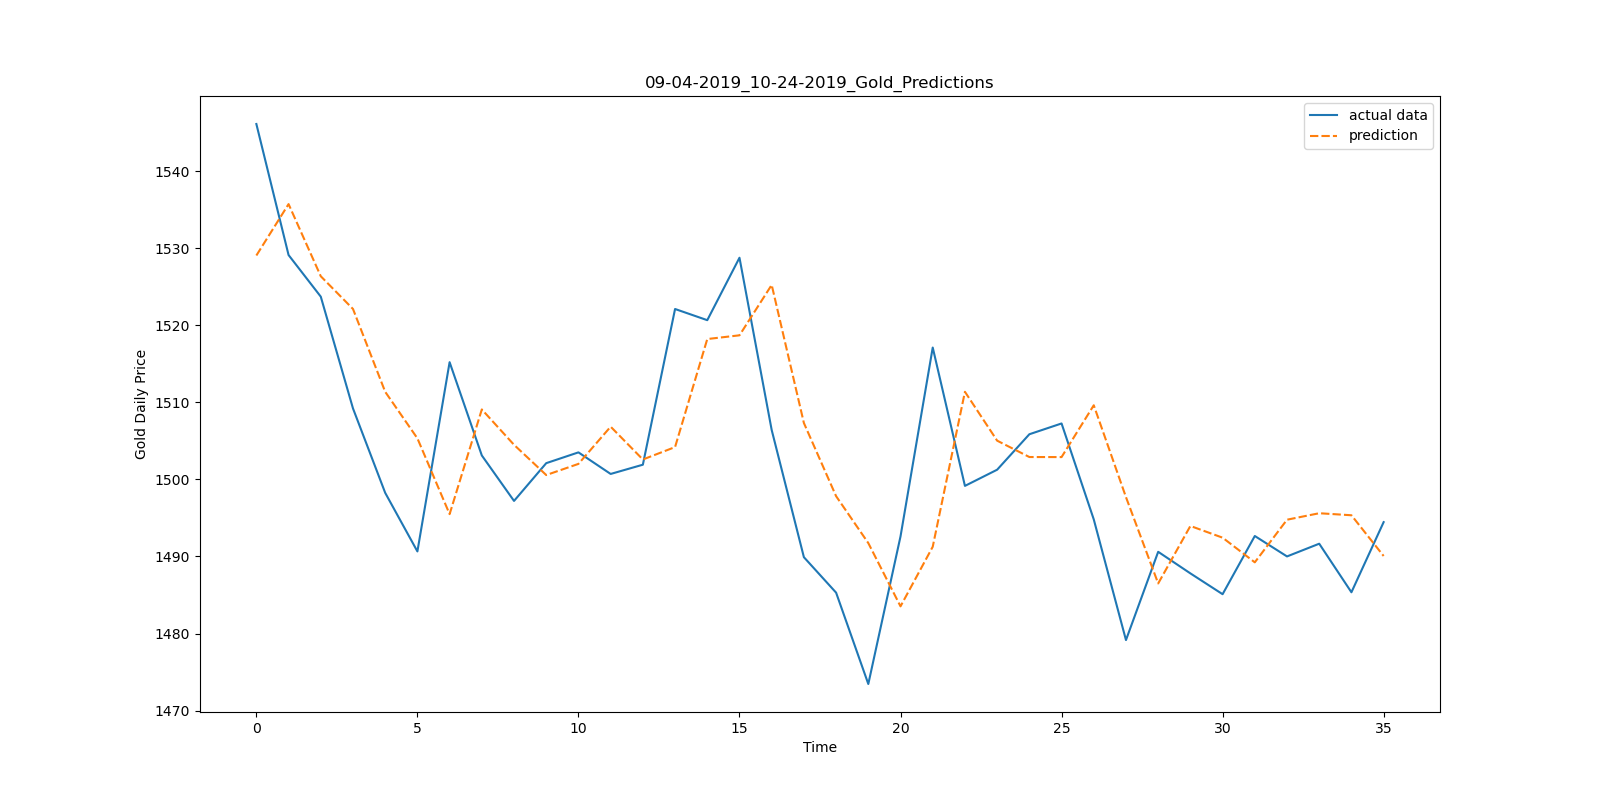 09-04-2019_10-24-2019_Gold_Predictions
actual data
prediction
Gold Daily Price
1540
1530
1520
1510
1500
1490
1480
1470
0 5 10 15 20 25 30 35
Time